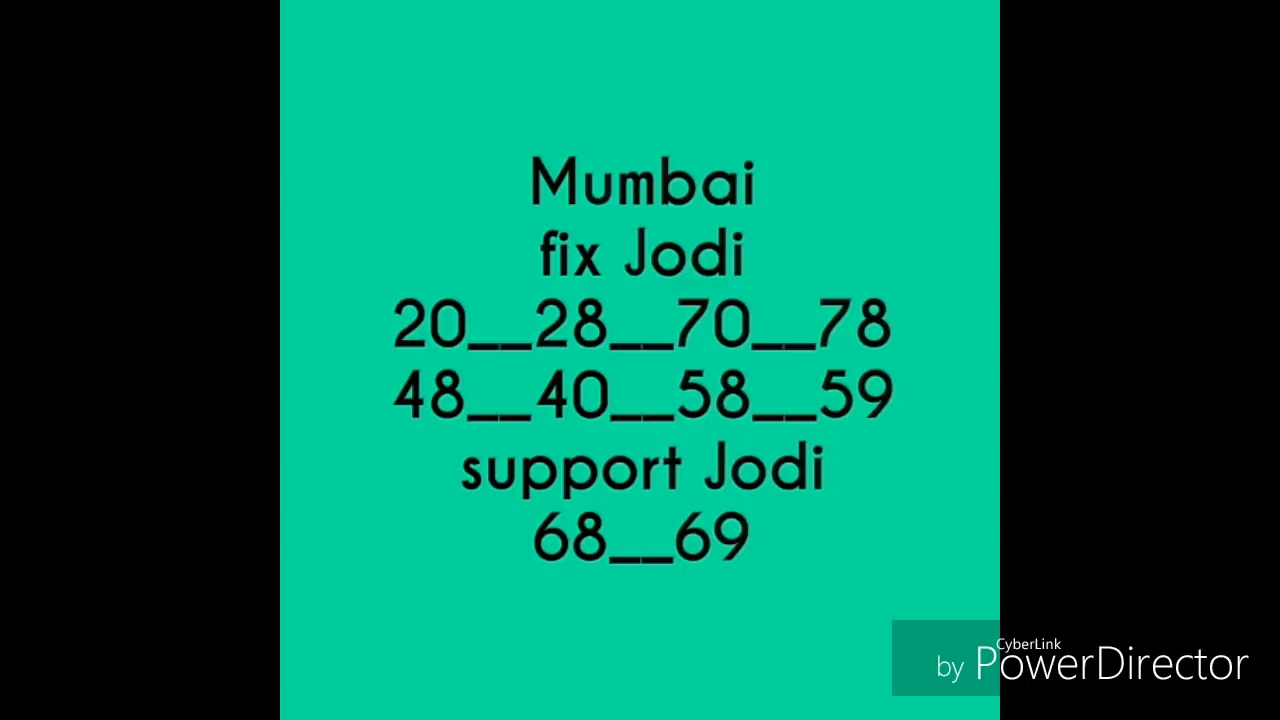 Mumbai
fix Jodi
20__28__70__78
48__40__58__59
support Jodi
68__69
CyberLink
by PowerDirector